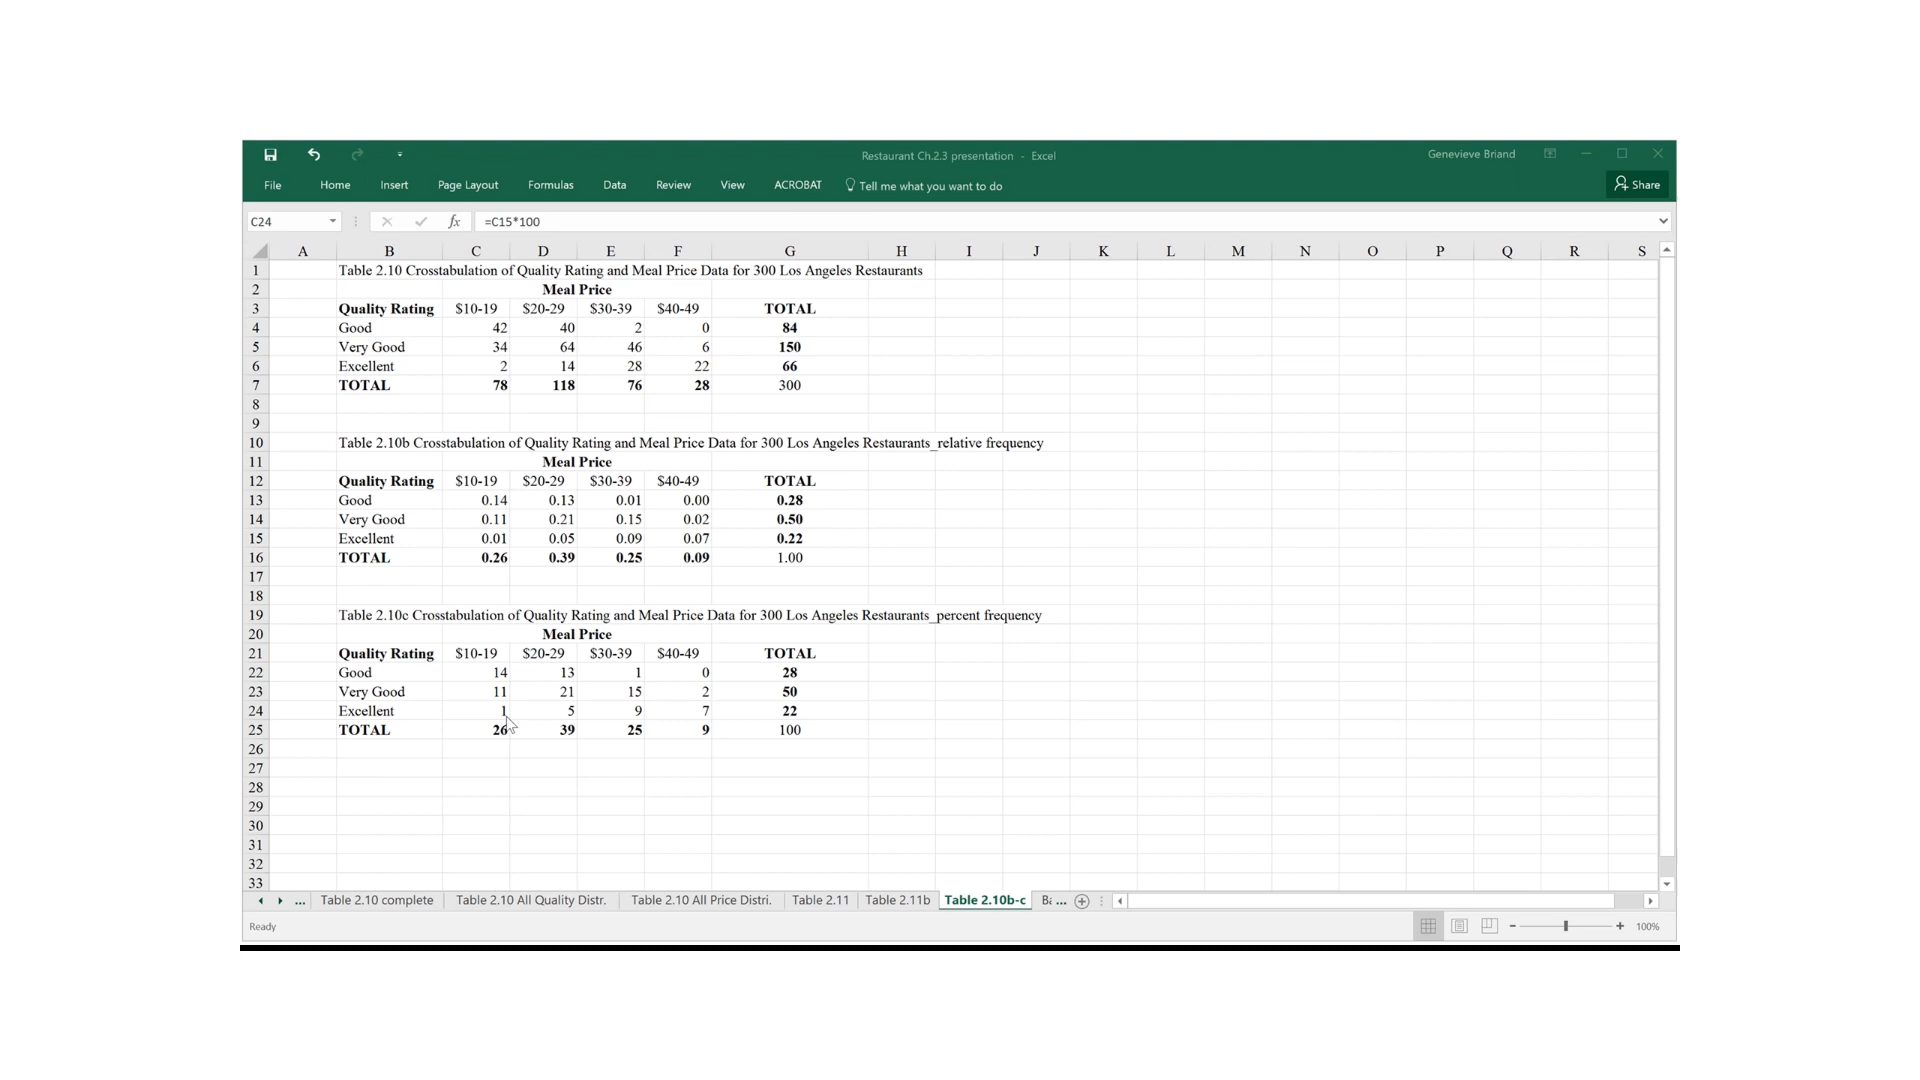 Restaurant Ch.2.3 presentation - Excel
Genevieve Briand
File Home Insert Page Layout Formulas Data Review View ACROBAT Tell me what you want to do Share
C24 fx =C15*100
A B C D E F G H I J K L M N O P Q R S
1 Table 2.10 Crosstabulation of Quality Rating and Meal Price Data for 300 Los Angeles Restaurants
2 Meal Price
3 Quality Rating $10-19 $20-29 $30-39 $40-49 TOTAL
4 Good 42 40 2 0 84
5 Very Good 34 64 46 6 150
6 Excellent 2 14 28 22 66
7 TOTAL 78 118 76 28 300
8
9
10 Table 2.10b Crosstabulation of Quality Rating and Meal Price Data for 300 Los Angeles Restaurants_relative frequency
11 Meal Price
12 Quality Rating $10-19 $20-29 $30-39 $40-49 TOTAL
13 Good 0.14 0.13 0.01 0.00 0.28
14 Very Good 0.11 0.21 0.15 0.02 0.50
15 Excellent 0.01 0.05 0.09 0.07 0.22
16 TOTAL 0.26 0.39 0.25 0.09 1.00
17
18
19 Table 2.10c Crosstabulation of Quality Rating and Meal Price Data for 300 Los Angeles Restaurants_percent frequency
20 Meal Price
21 Quality Rating $10-19 $20-29 $30-39 $40-49 TOTAL
22 Good 14 13 1 0 28
23 Very Good 11 21 15 2 50
24 Excellent 1 5 9 7 22
25 TOTAL 26 39 25 9 100
26
27
28
29
30
31
32
33
... Table 2.10 complete Table 2.10 All Quality Distr. Table 2.10 All Price Distri. Table 2.11 Table 2.11b Table 2.10b-c Ba ...
Ready 100%